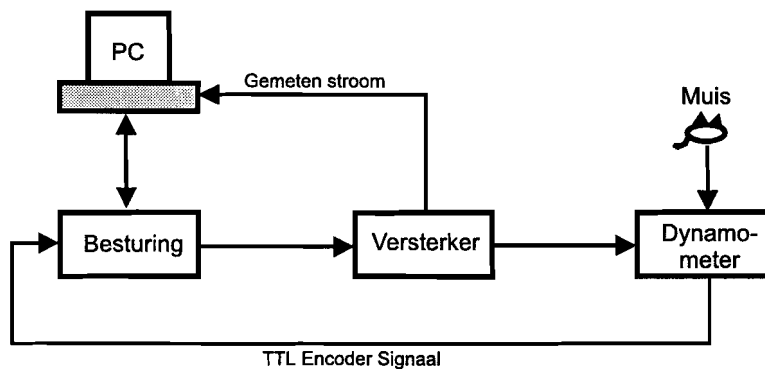 PC
Gemeten stroom
Muis
Besturing
Versterker
Dynamo-
meter
TTL Encoder Signaal